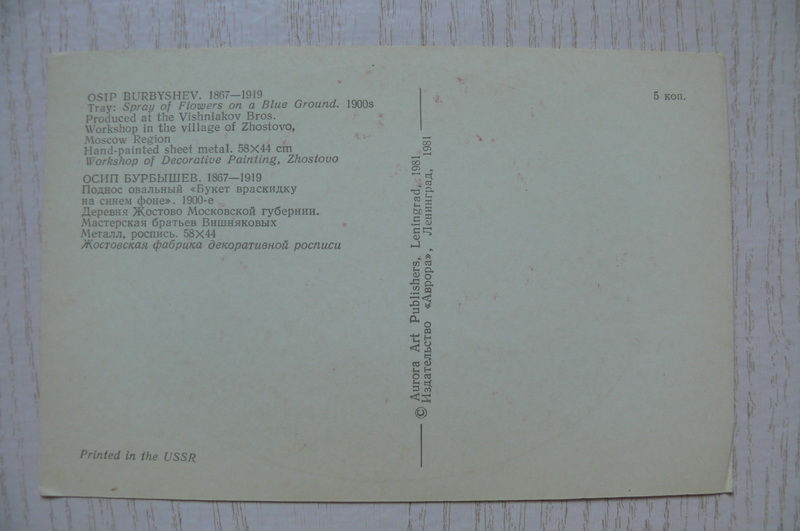 OSIP BURBYSHEV. 1867—1919
Tray: Spray of Flowers on a Blue Ground. 1900s
Produced at the Vishniakov Bros.
Workshop in the village of Zhostovo,
Moscow Region
Hand-painted sheet metal. 58×44 cm
Workshop of Decorative Painting, Zhostovo
ОСИП БУРБЫШЕВ. 1867—1919
Поднос овальный «Букет враскидку
на синем фоне». 1900-е
Деревня Жостово Московской губернии.
Мастерская братьев Вишняковых
Металл, роспись. 58×44
Жостовская фабрика декоративной росписи
Printed in the USSR
© Aurora Art Publishers, Leningrad, 1981
Издательство «Аврора», Ленинград, 1981
5 коп.